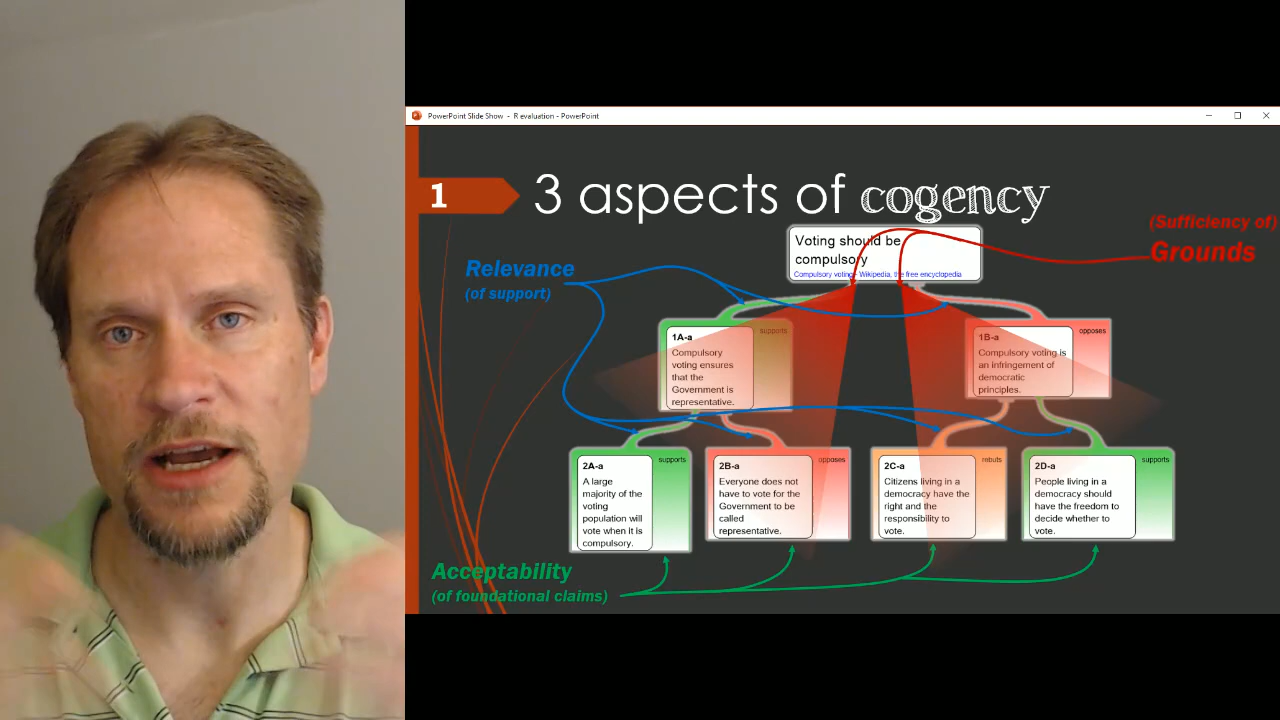 PowerPoint Slide Show - R evaluation - PowerPoint
1
3 aspects of cogency
(Sufficiency of)
Grounds
Relevance
(of support)
Voting should be
compulsory
Compulsory voting - Wikipedia, the free encyclopedia
1A-a
supports
Compulsory
voting ensures
that the
Government is
representative.
1B-a
opposes
Compulsory voting is
an infringement of
democratic
principles.
2A-a
supports
A large
majority of the
voting
population will
vote when it is
compulsory.
2B-a
opposes
Everyone does not
have to vote for the
Government to be
called
representative.
2C-a
rebuts
Citizens living in a
democracy have the
right and the
responsibility to
vote.
2D-a
supports
People living in a
democracy should
have the freedom to
decide whether to
vote.
Acceptability
(of foundational claims)